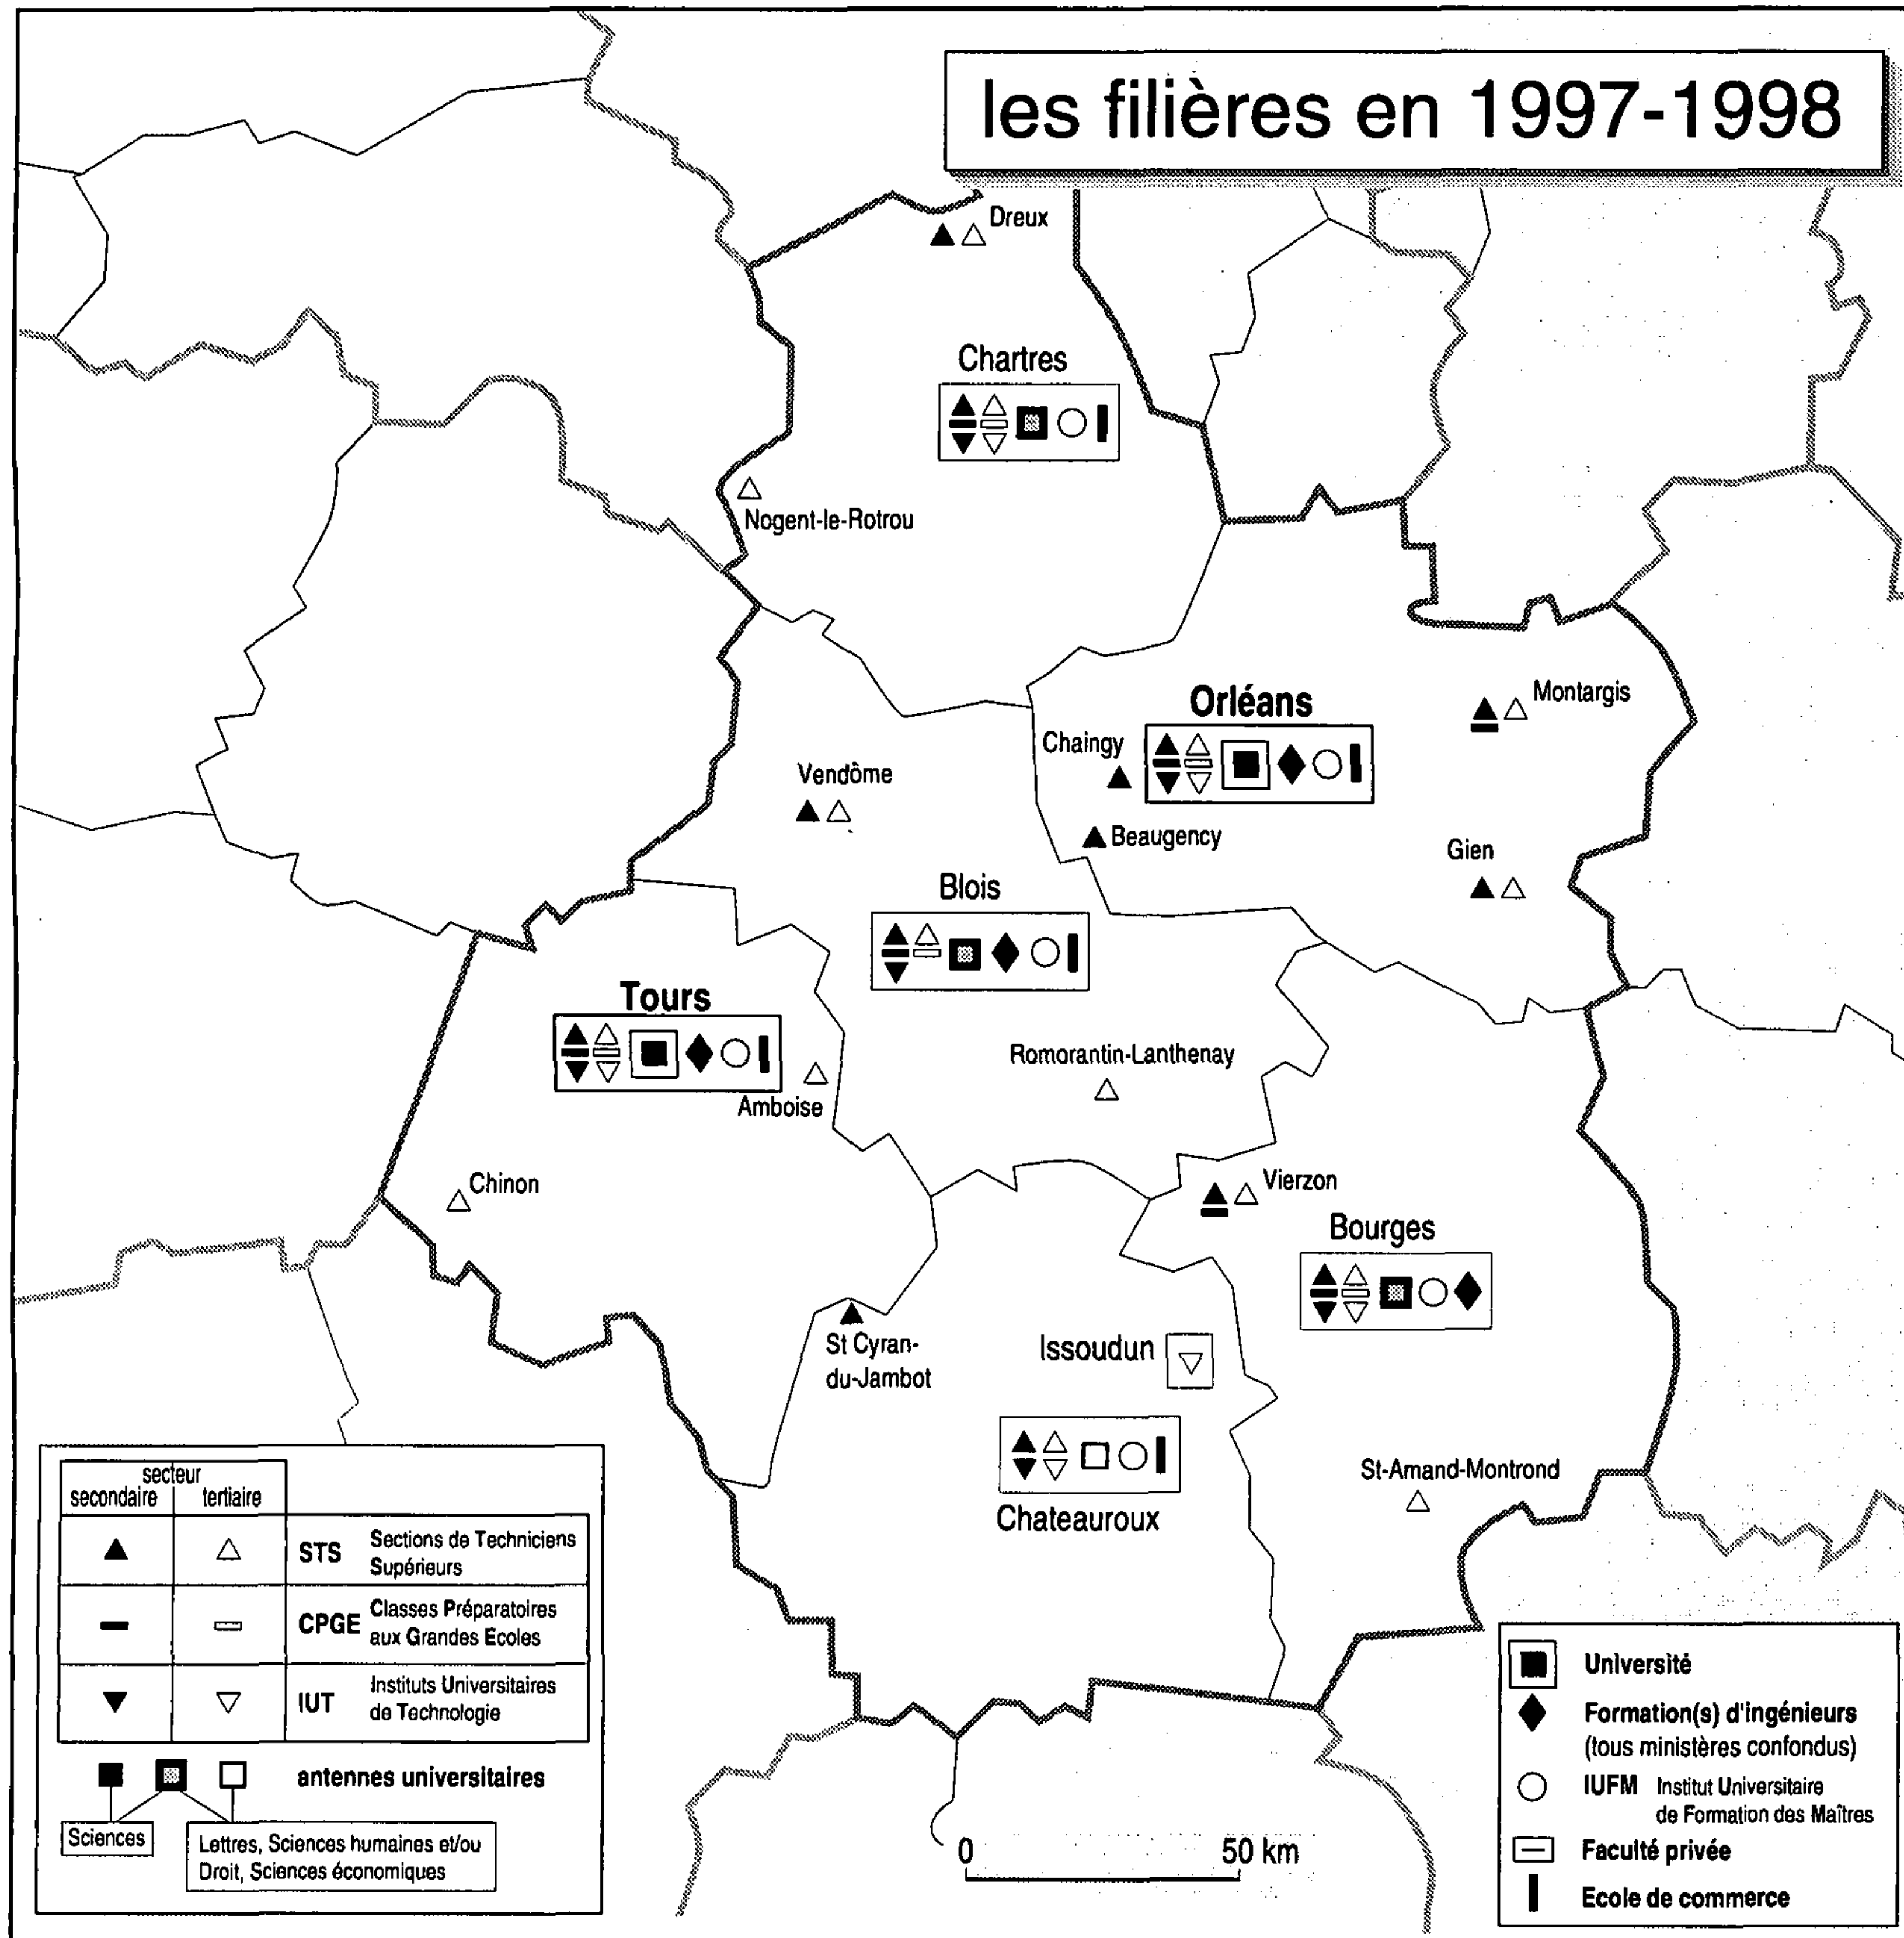 les filières en 1997-1998
Dreux
Chartres
Nogent-le-Rotrou
Orléans
Montargis
Chaingy
Vendôme
Beaugency
Gien
Blois
Tours
Romorantin-Lanthenay
Amboise
Chinon
Vierzon
Bourges
St Cyran-
du-Jambot
Issoudun
St-Amand-Montrond
Chateauroux
secteur
secondaire tertiaire
STS Sections de Techniciens
Supérieurs
CPGE Classes Préparatoires
aux Grandes Ecoles
IUT Instituts Universitaires
de Technologie
antennes universitaires
Sciences
Lettres, Sciences humaines et/ou
Droit, Sciences économiques
0 50 km
Université
Formation(s) d'ingénieurs
(tous ministères confondus)
IUFM Institut Universitaire
de Formation des Maîtres
Faculté privée
Ecole de commerce